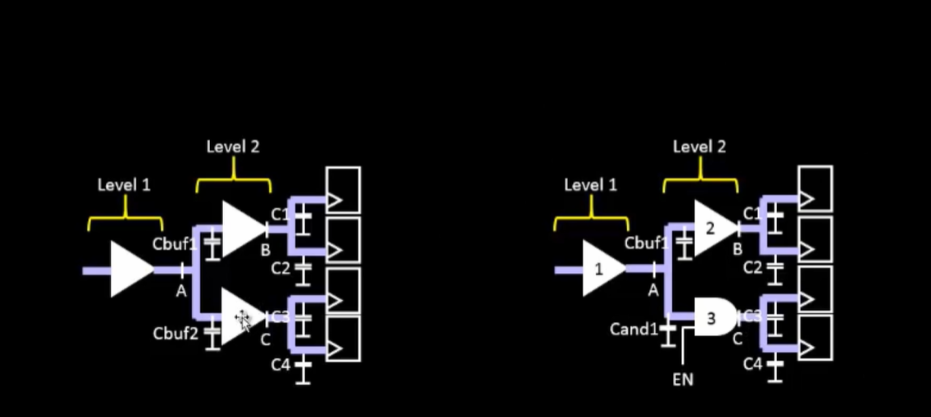 Level 2
Level 1
Cbuf1
C1
B
A
C2
Cbuf2
C3
C
C4
Level 2
Level 1
Cbuf1
2
C1
B
1
A
C2
Cand1
3
C3
C
C4
EN